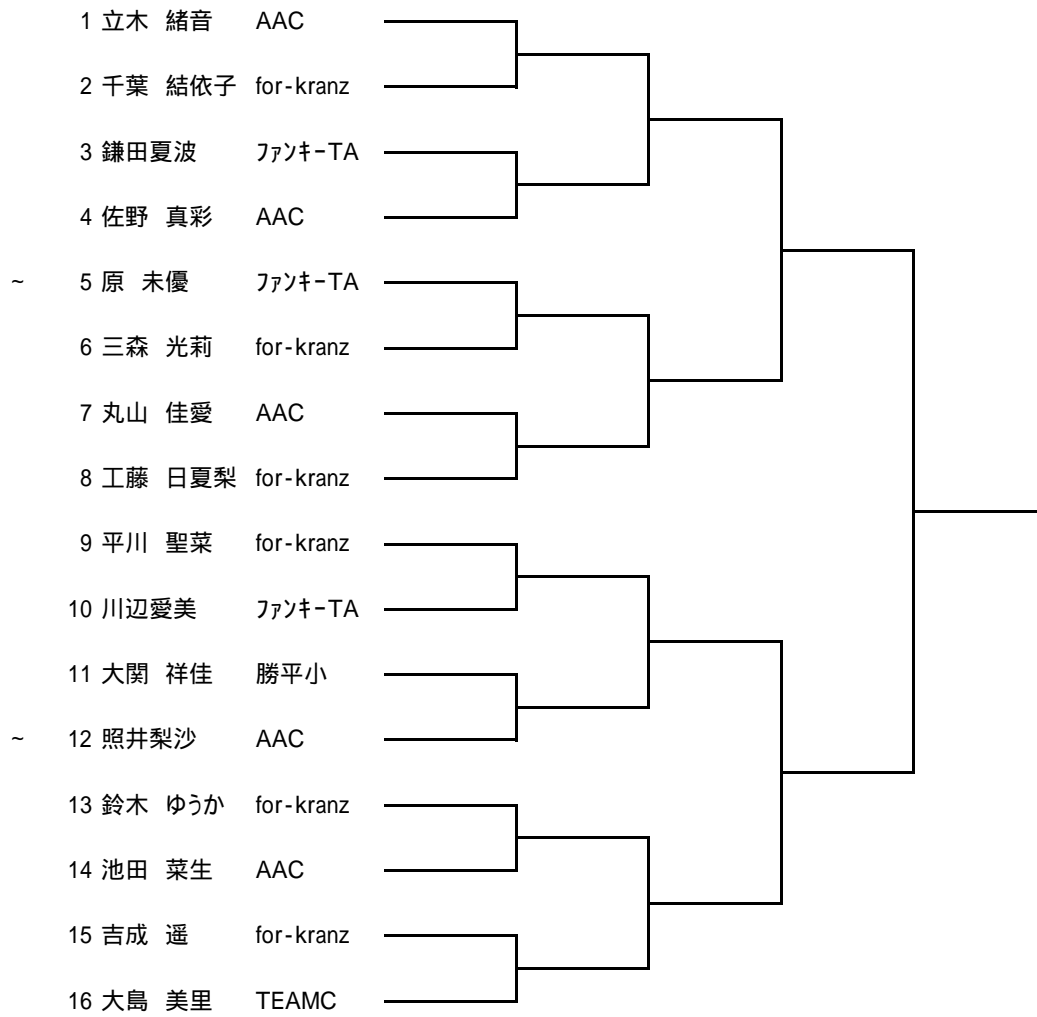 1 立木 緒音 AAC
2 千葉 結依子 for-kranz
3 鎌田夏波 ﾌｧﾝｷｰTA
4 佐野 真彩 AAC
~ 5 原 未優 ﾌｧﾝｷｰTA
6 三森 光莉 for-kranz
7 丸山 佳愛 AAC
8 工藤 日夏梨 for-kranz
9 平川 聖菜 for-kranz
10 川辺愛美 ﾌｧﾝｷｰTA
11 大関 祥佳 勝平小
~ 12 照井梨沙 AAC
13 鈴木 ゆうか for-kranz
14 池田 菜生 AAC
15 吉成 遥 for-kranz
16 大島 美里 TEAMC